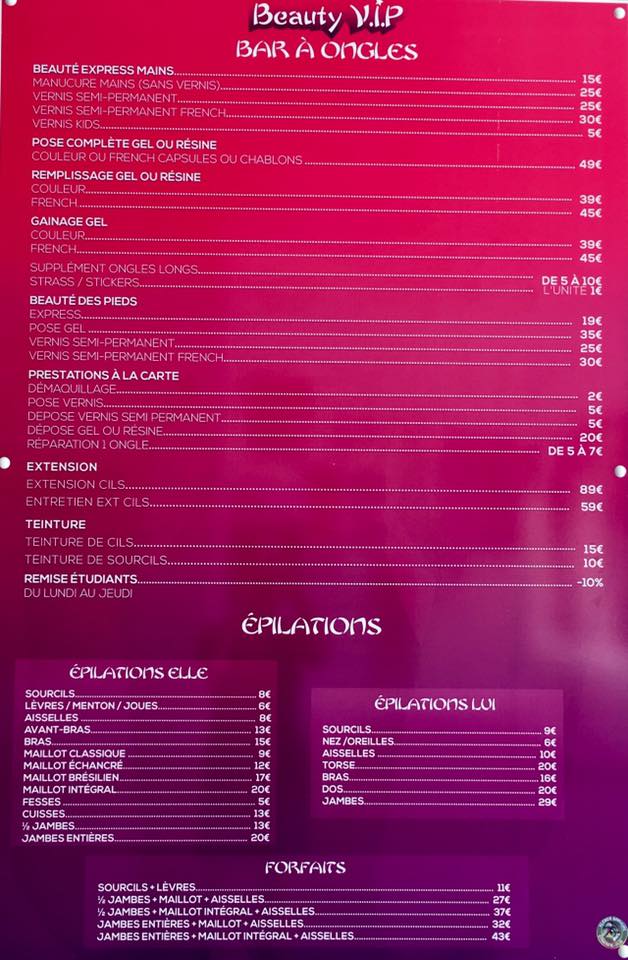 Beauty V.I.P
BAR À ONGLES
BEAUTÉ EXPRESS MAINS 15€
MANUCURE MAINS (SANS VERNIS) 25€
VERNIS SEMI-PERMANENT 25€
VERNIS SEMI-PERMANENT FRENCH 30€
VERNIS KIDS 5€
POSE COMPLÈTE GEL OU RÉSINE
COULEUR OU FRENCH CAPSULES OU CHABLONS 49€
REMPLISSAGE GEL OU RÉSINE
COULEUR 39€
FRENCH 45€
GAINAGE GEL
COULEUR 39€
FRENCH 45€
SUPPLÉMENT ONGLES LONGS DE 5 À 10€
STRASS / STICKERS L'UNITE 1€
BEAUTÉ DES PIEDS
EXPRESS 19€
POSE GEL 35€
VERNIS SEMI-PERMANENT 25€
VERNIS SEMI-PERMANENT FRENCH 30€
PRESTATIONS À LA CARTE
DÉMAQUILLAGE 2€
POSE VERNIS 5€
DEPOSE VERNIS SEMI PERMANENT 5€
DÉPOSE GEL OU RÉSINE 20€
RÉPARATION 1 ONGLE DE 5 À 7€
EXTENSION
EXTENSION CILS 89€
ENTRETIEN EXT CILS 59€
TEINTURE
TEINTURE DE CILS 15€
TEINTURE DE SOURCILS 10€
REMISE ÉTUDIANTS -10%
DU LUNDI AU JEUDI
ÉPILATIONS
ÉPILATIONS ELLE
SOURCILS 8€
LÈVRES / MENTON / JOUES 6€
AISSELLES 8€
AVANT-BRAS 13€
BRAS 15€
MAILLOT CLASSIQUE 9€
MAILLOT ÉCHANCRÉ 12€
MAILLOT BRÉSILIEN 17€
MAILLOT INTÉGRAL 20€
FESSES 5€
CUISSES 13€
½ JAMBES 13€
JAMBES ENTIÈRES 20€
ÉPILATIONS LUI
SOURCILS 9€
NEZ /OREILLES 6€
AISSELLES 10€
TORSE 20€
BRAS 16€
DOS 20€
JAMBES 29€
FORFAITS
SOURCILS + LÈVRES 11€
½ JAMBES + MAILLOT + AISSELLES 27€
½ JAMBES + MAILLOT INTÉGRAL + AISSELLES 37€
JAMBES ENTIÈRES + MAILLOT + AISSELLES 32€
JAMBES ENTIÈRES + MAILLOT INTÉGRAL + AISSELLES 43€